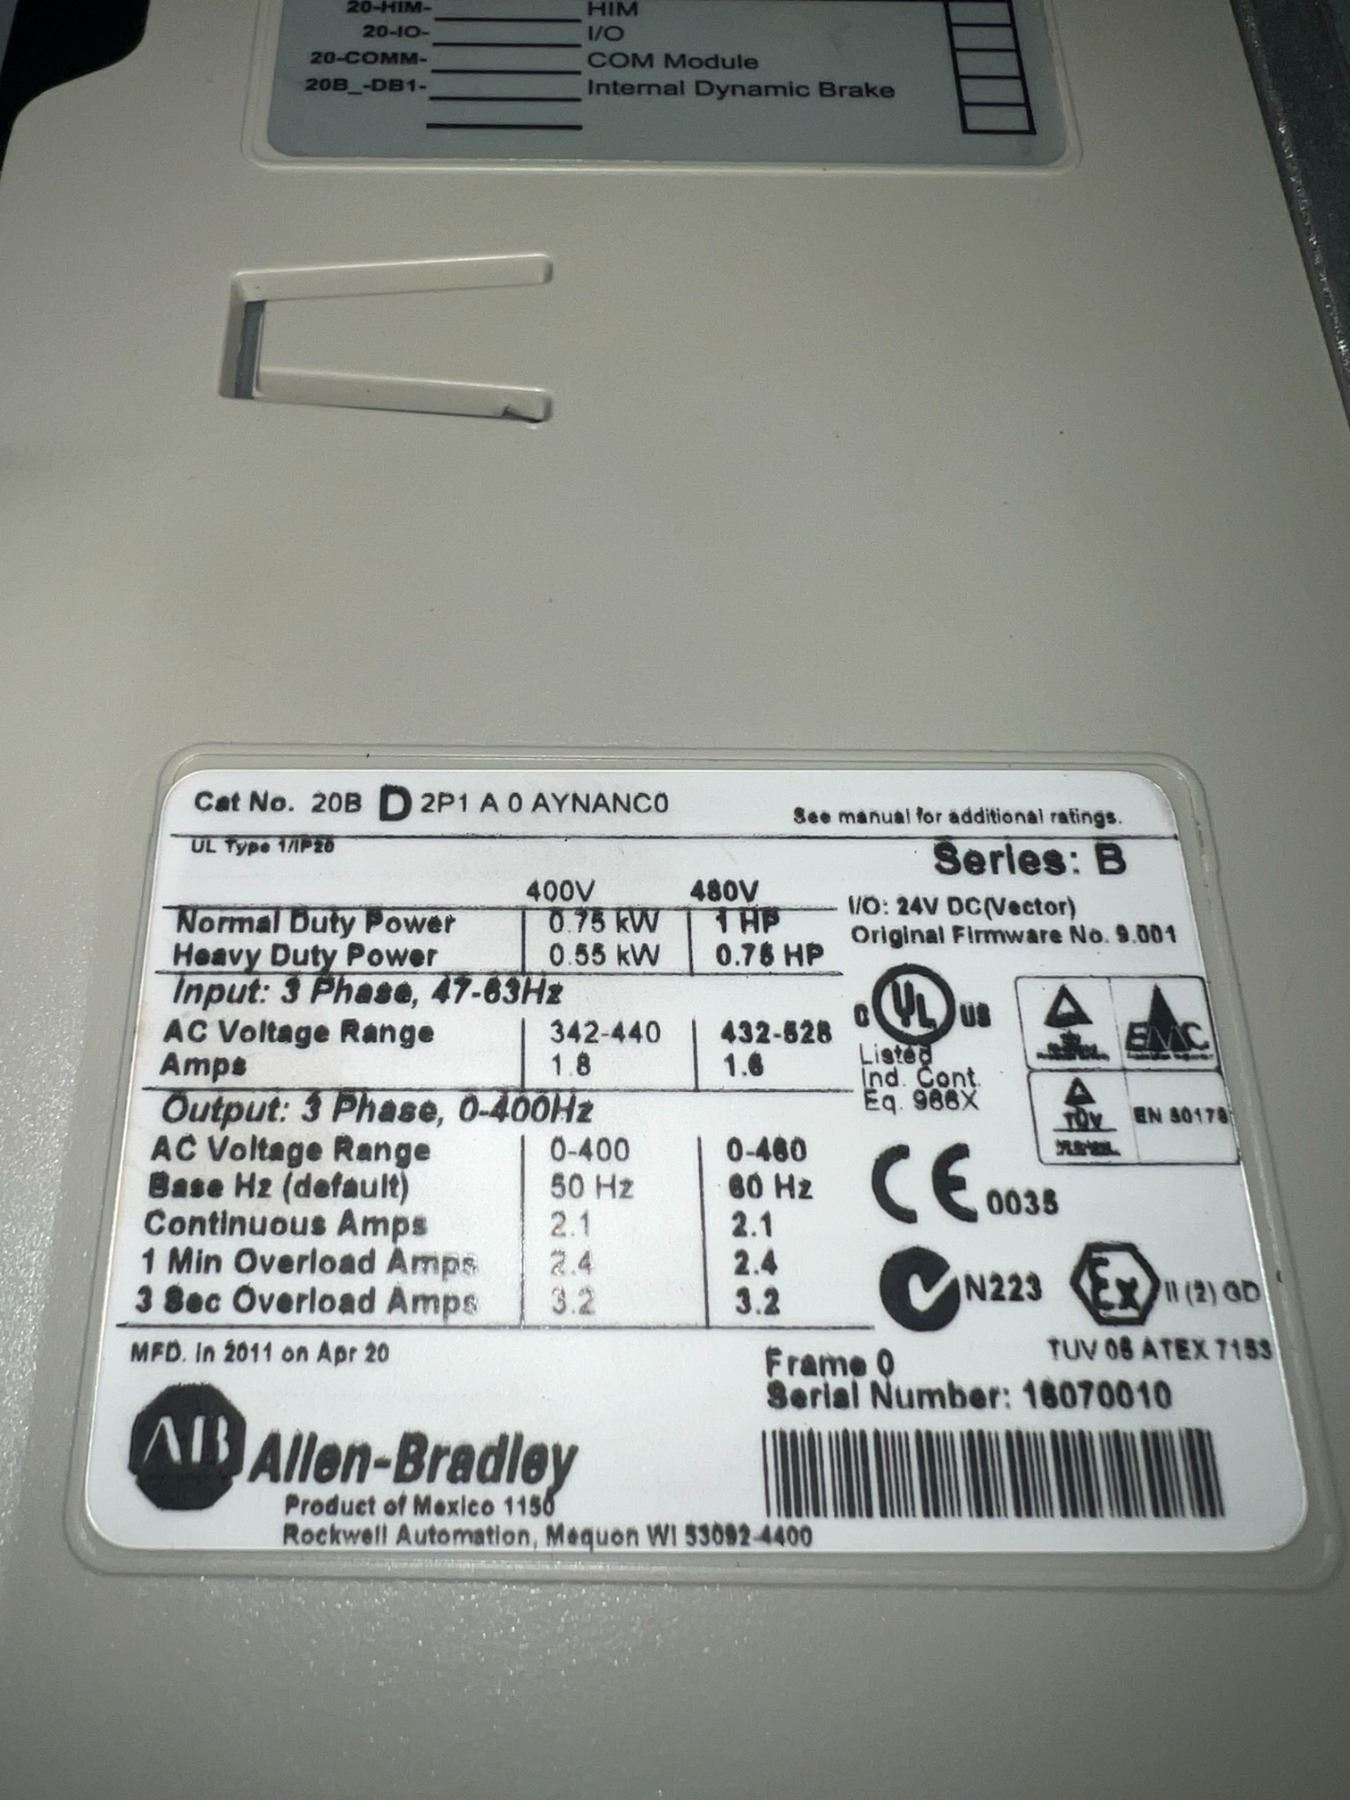 20-HIM- HIM
20-IO- I/O
20-COMM- COM Module
20B_-DB1- Internal Dynamic Brake
Cat No. 20B D 2P1 A 0 AYNANC0
See manual for additional ratings.
UL Type 1/IP20
Series: B
400V 480V
I/O: 24V DC(Vector)
Normal Duty Power 0.75 kW 1 HP
Original Firmware No. 9.001
Heavy Duty Power 0.55 kW 0.75 HP
Input: 3 Phase, 47-63Hz
C UL US
AC Voltage Range 342-440 432-528
Listed
Amps 1.8 1.6
Ind. Cont.
Eq. 966X
EMC
TÜV
EN 50178
Output: 3 Phase, 0-400Hz
AC Voltage Range 0-400 0-460
Base Hz (default) 50 Hz 60 Hz
CE 0035
Continuous Amps 2.1 2.1
1 Min Overload Amps 2.4 2.4
N223 Ex II (2) GD
3 Sec Overload Amps 3.2 3.2
MFD. in 2011 on Apr 20
TUV 05 ATEX 7153
Frame 0
Serial Number: 16070010
AB Allen-Bradley
Product of Mexico 1150
Rockwell Automation, Mequon WI 53092-4400